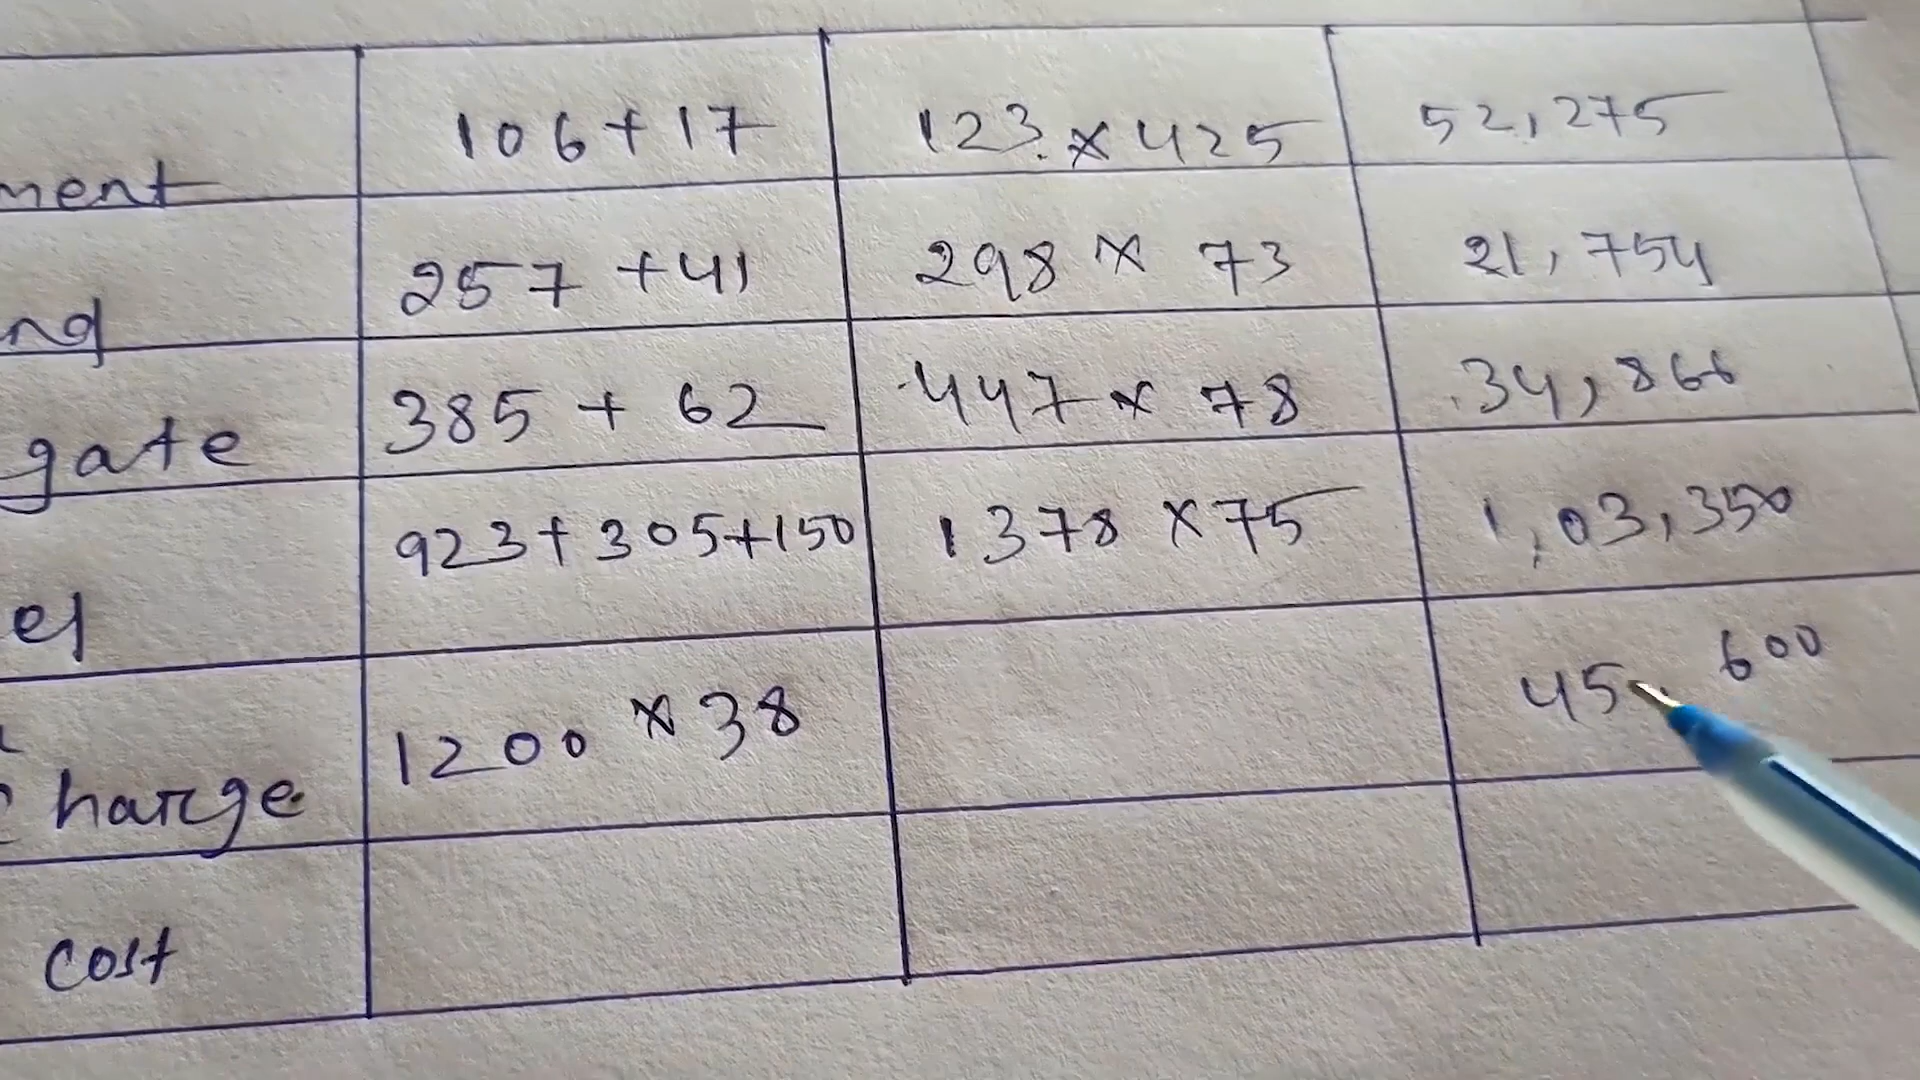 ment 106+17 123 × 425 52,275
ng 257 +41 298 × 73 21,754
gate 385 + 62 447 × 78 34,866
el 923+305+150 1378 ×75 1,03,350
charge 1200 × 38 45,600
cost